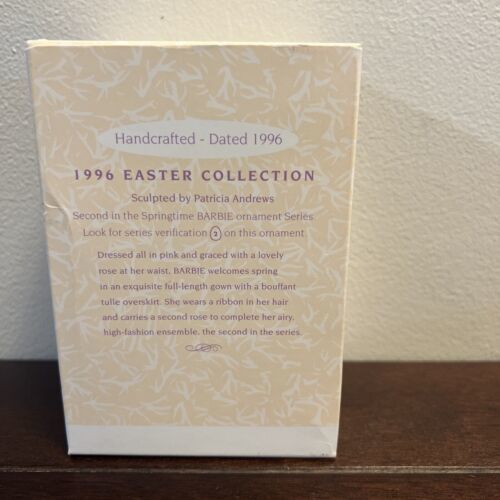 Handcrafted - Dated 1996
1996 EASTER COLLECTION
Sculpted by Patricia Andrews
Second in the Springtime BARBIE ornament Series
Look for series verification 2 on this ornament
Dressed all in pink and graced with a lovely
rose at her waist, BARBIE welcomes spring
in an exquisite full-length gown with a bouffant
tulle overskirt. She wears a ribbon in her hair
and carries a second rose to complete her airy,
high-fashion ensemble, the second in the series.